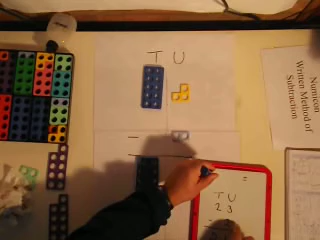 T U
Numicon
Written Method of
Subtraction
T U
2 3